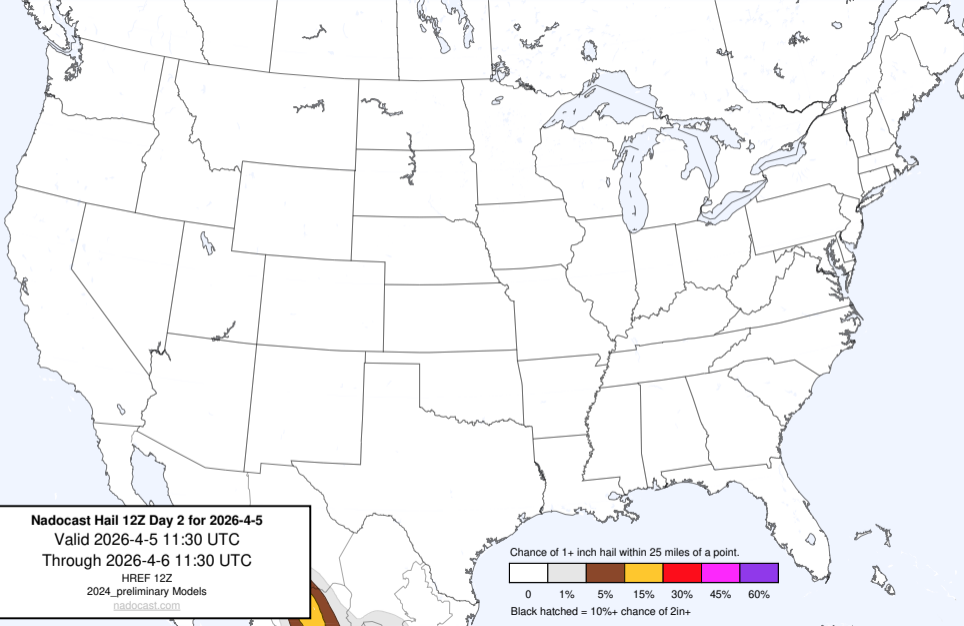 Nadocast Hail 12Z Day 2 for 2026-4-5
Valid 2026-4-5 11:30 UTC
Through 2026-4-6 11:30 UTC
HREF 12Z
2024_preliminary Models
nadocast.com
Chance of 1+ inch hail within 25 miles of a point.
0 1% 5% 15% 30% 45% 60%
Black hatched = 10%+ chance of 2in+